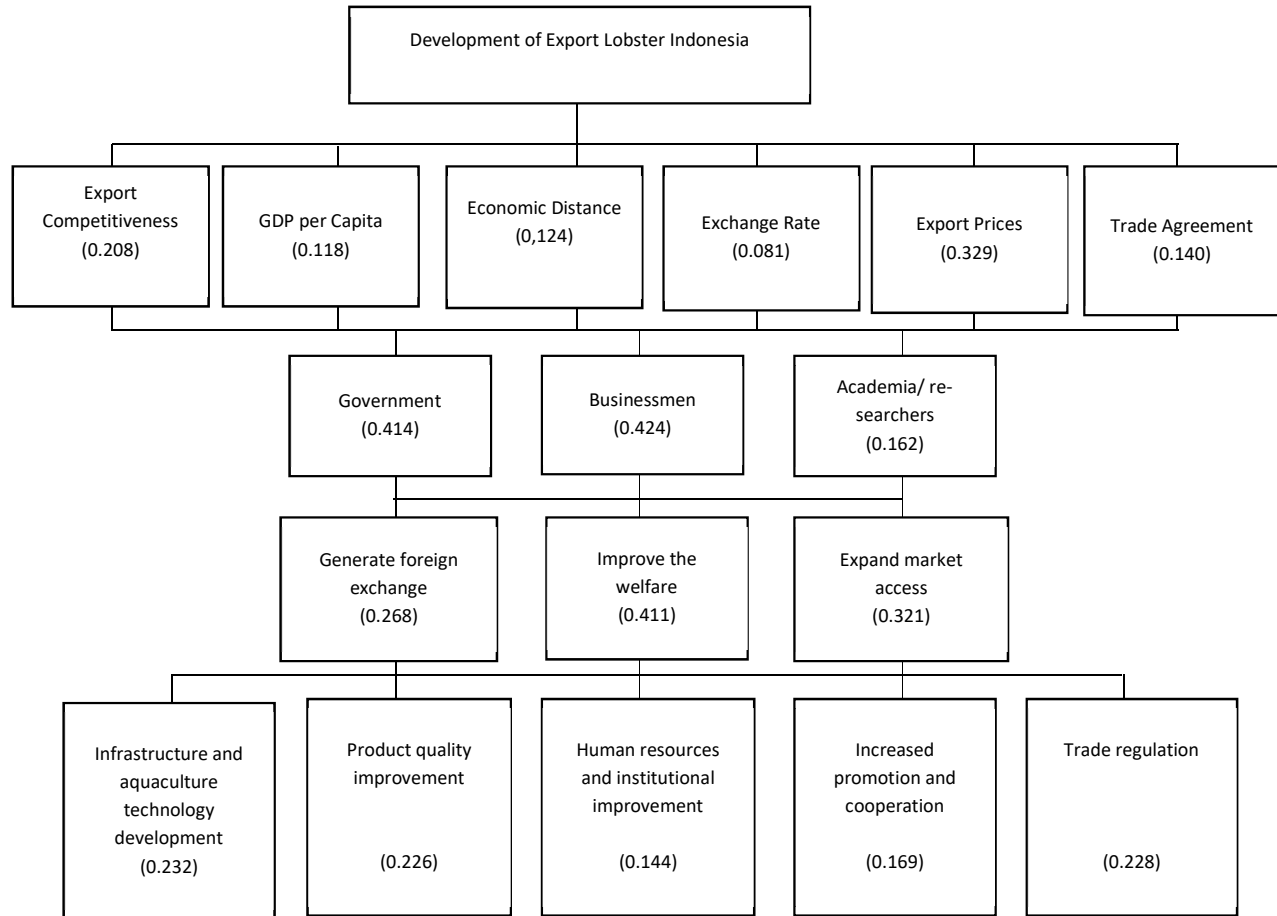 Development of Export Lobster Indonesia
Export
Competitiveness
(0.208)
GDP per Capita
(0.118)
Economic Distance
(0,124)
Exchange Rate
(0.081)
Export Prices
(0.329)
Trade Agreement
(0.140)
Government
(0.414)
Businessmen
(0.424)
Academia/ re-
searchers
(0.162)
Generate foreign
exchange
(0.268)
Improve the
welfare
(0.411)
Expand market
access
(0.321)
Infrastructure and
aquaculture
technology
development
(0.232)
Product quality
improvement
(0.226)
Human resources
and institutional
improvement
(0.144)
Increased
promotion and
cooperation
(0.169)
Trade regulation
(0.228)